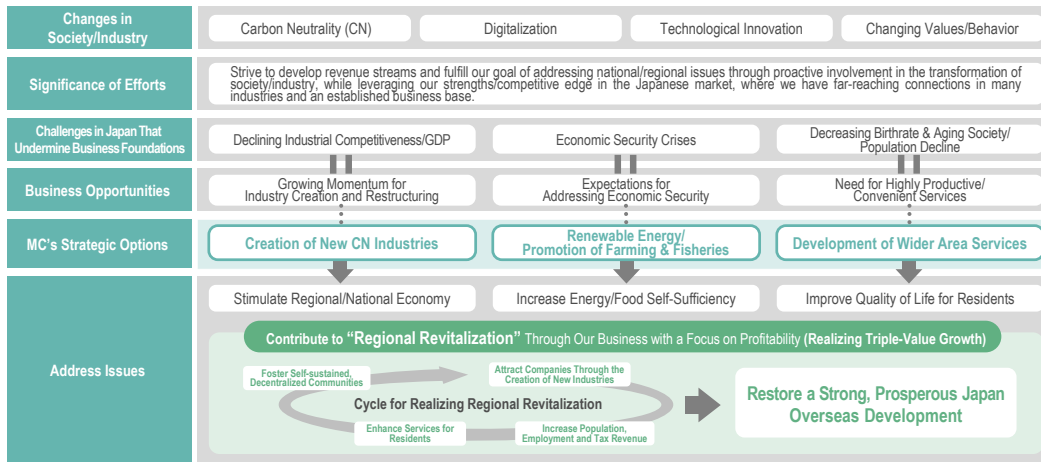 Changes in
Society/Industry
Carbon Neutrality (CN)
Digitalization
Technological Innovation
Changing Values/Behavior
Significance of Efforts
Strive to develop revenue streams and fulfill our goal of addressing national/regional issues through proactive involvement in the transformation of
society/industry, while leveraging our strengths/competitive edge in the Japanese market, where we have far-reaching connections in many
industries and an established business base.
Challenges in Japan That
Undermine Business Foundations
Declining Industrial Competitiveness/GDP
Economic Security Crises
Decreasing Birthrate & Aging Society/
Population Decline
Business Opportunities
Growing Momentum for
Industry Creation and Restructuring
Expectations for
Addressing Economic Security
Need for Highly Productive/
Convenient Services
MC's Strategic Options
Creation of New CN Industries
Renewable Energy/
Promotion of Farming & Fisheries
Development of Wider Area Services
Address Issues
Stimulate Regional/National Economy
Increase Energy/Food Self-Sufficiency
Improve Quality of Life for Residents
Contribute to “Regional Revitalization” Through Our Business with a Focus on Profitability (Realizing Triple-Value Growth)
Foster Self-sustained,
Decentralized Communities
Attract Companies Through the
Creation of New Industries
Cycle for Realizing Regional Revitalization
Enhance Services for
Residents
Increase Population,
Employment and Tax Revenue
Restore a Strong, Prosperous Japan
Overseas Development